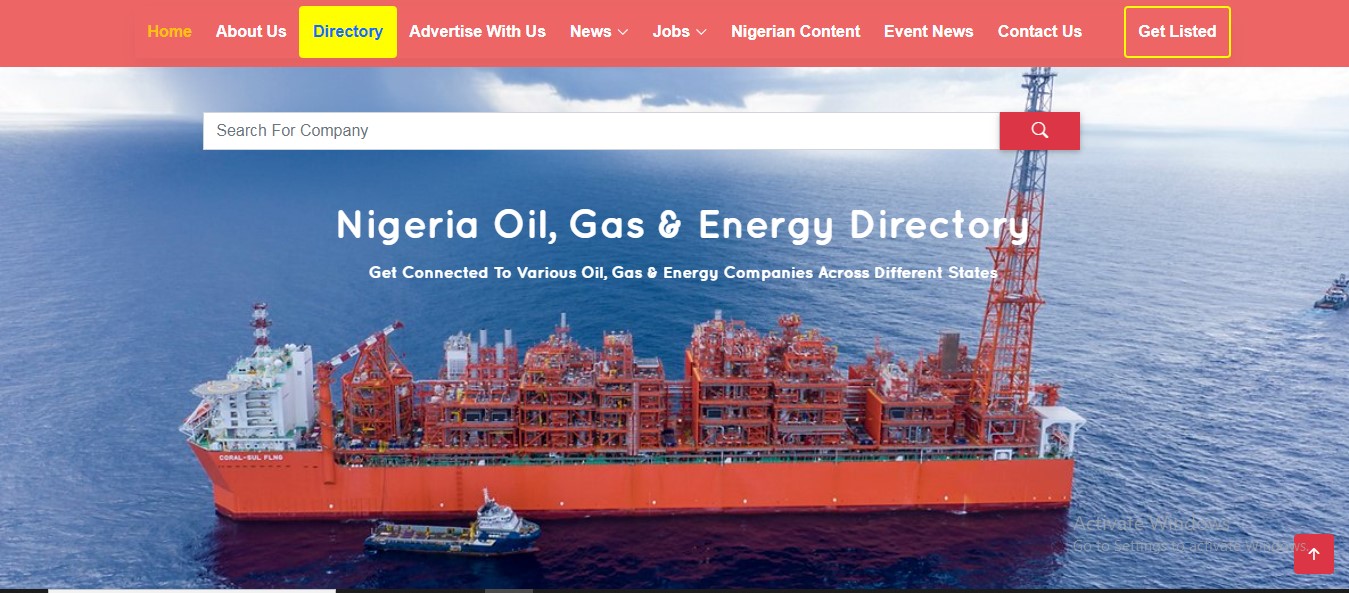 Home About Us Directory Advertise With Us News Jobs Nigerian Content Event News Contact Us Get Listed
Search For Company
Nigeria Oil, Gas & Energy Directory
Get Connected To Various Oil, Gas & Energy Companies Across Different States
CORAL-SUL FLNG
Activate Windows
Go to Settings to activate Windows.